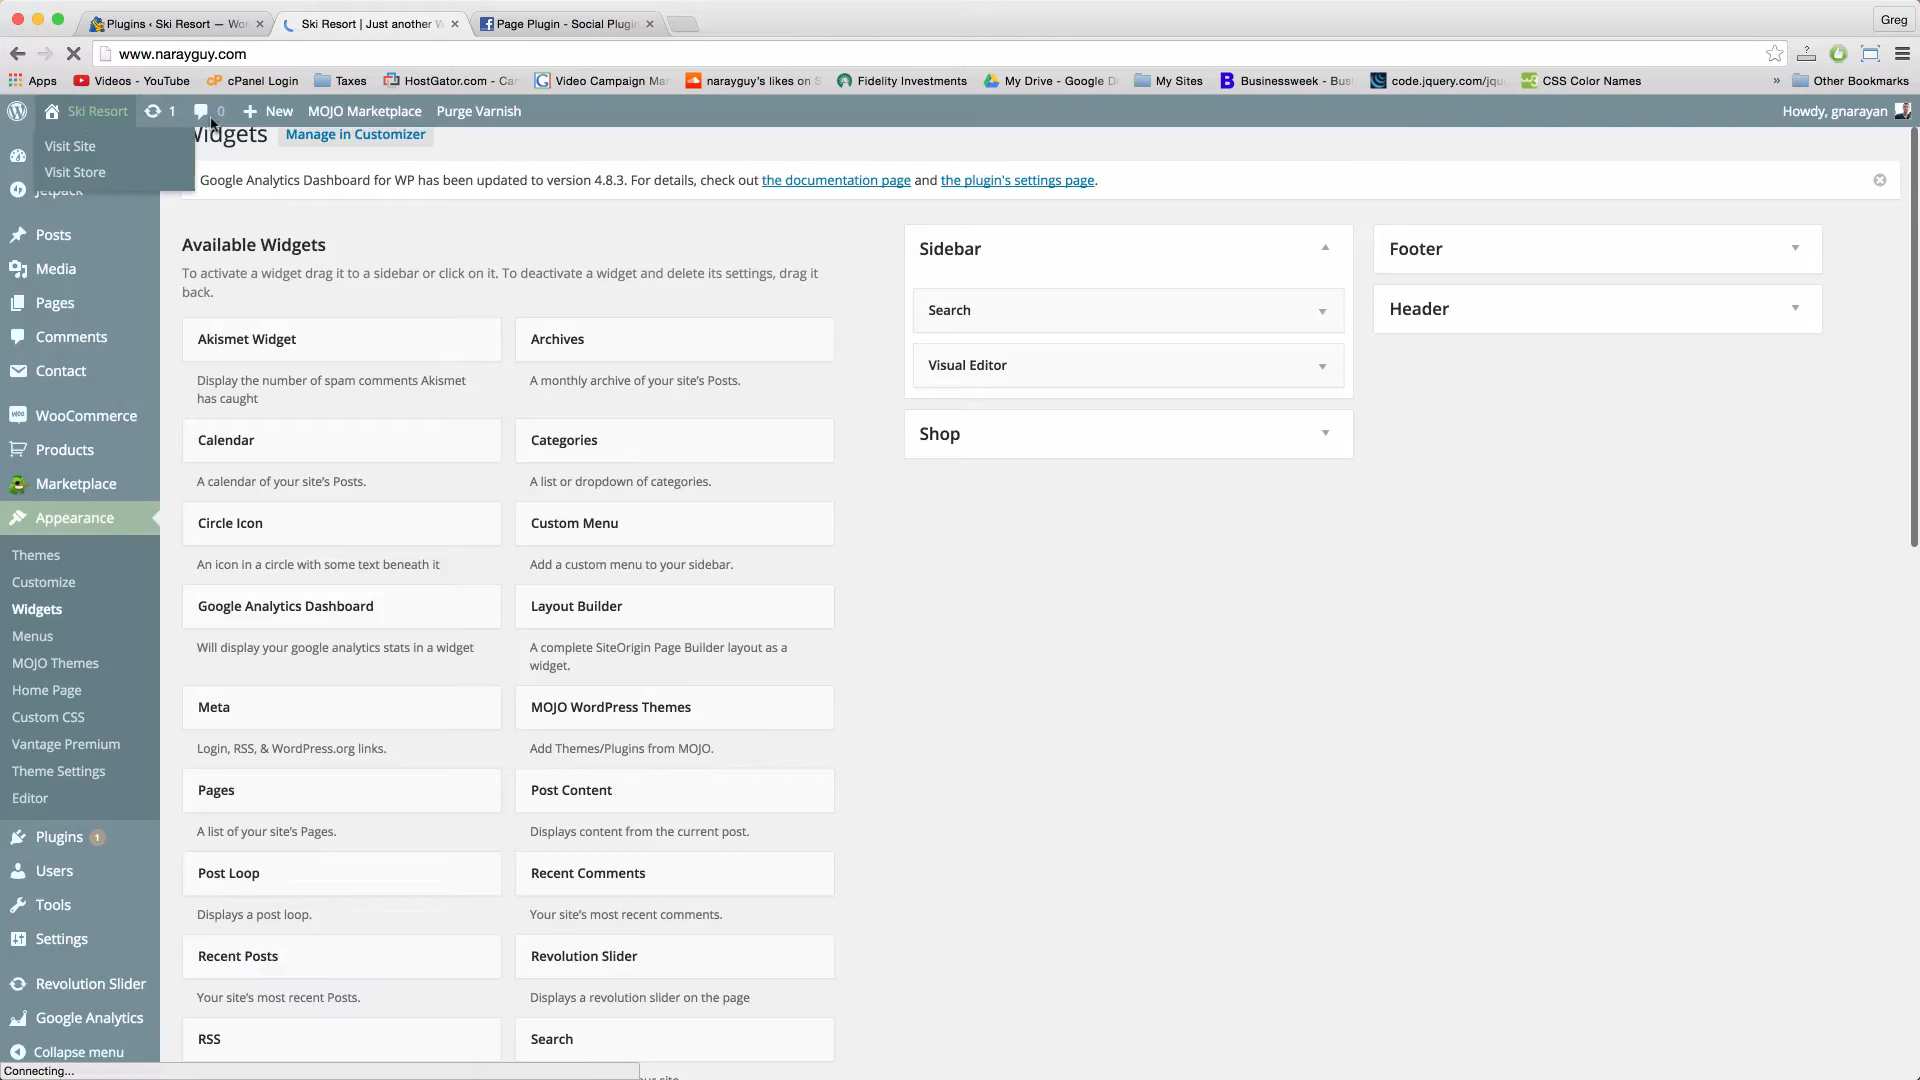 Plugins ‹ Ski Resort — Wor
Ski Resort | Just another W
Page Plugin - Social Plugin
Greg
www.narayguy.com
Apps
Videos - YouTube
cPanel Login
Taxes
HostGator.com - Ca
Video Campaign Ma
narayguy's likes on S
Fidelity Investments
My Drive - Google D
My Sites
Businessweek - Bus
code.jquery.com/jqu
CSS Color Names
»
Other Bookmarks
Ski Resort
1
0
New
MOJO Marketplace
Purge Varnish
Howdy, gnarayan
Visit Site
Visit Store
Jetpack
Posts
Media
Pages
Comments
Contact
WooCommerce
Products
Marketplace
Appearance
Themes
Customize
Widgets
Menus
MOJO Themes
Home Page
Custom CSS
Vantage Premium
Theme Settings
Editor
Plugins 1
Users
Tools
Settings
Revolution Slider
Google Analytics
Collapse menu
Connecting...
Widgets
Manage in Customizer
Google Analytics Dashboard for WP has been updated to version 4.8.3. For details, check out the documentation page and the plugin's settings page.
Available Widgets
To activate a widget drag it to a sidebar or click on it. To deactivate a widget and delete its settings, drag it
back.
Akismet Widget
Display the number of spam comments Akismet
has caught
Archives
A monthly archive of your site's Posts.
Calendar
A calendar of your site's Posts.
Categories
A list or dropdown of categories.
Circle Icon
An icon in a circle with some text beneath it
Custom Menu
Add a custom menu to your sidebar.
Google Analytics Dashboard
Will display your google analytics stats in a widget
Layout Builder
A complete SiteOrigin Page Builder layout as a
widget.
Meta
Login, RSS, & WordPress.org links.
MOJO WordPress Themes
Add Themes/Plugins from MOJO.
Pages
A list of your site's Pages.
Post Content
Displays content from the current post.
Post Loop
Displays a post loop.
Recent Comments
Your site's most recent comments.
Recent Posts
Your site's most recent Posts.
Revolution Slider
Displays a revolution slider on the page
RSS
Search
Sidebar
Search
Visual Editor
Shop
Footer
Header